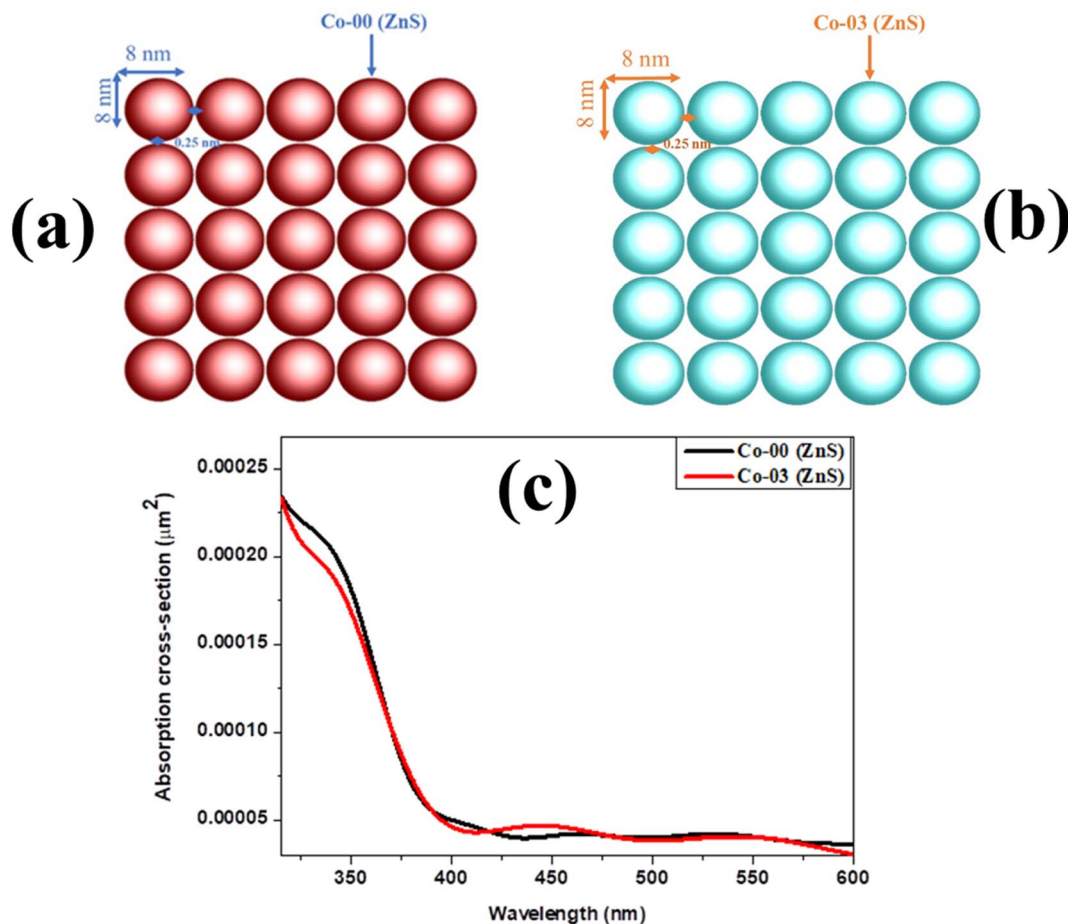 Co-00 (ZnS)
8 nm
8 nm
0.25 nm
(a)
Co-03 (ZnS)
8 nm
8 nm
0.25 nm
(b)
(c)
Co-00 (ZnS)
Co-03 (ZnS)
Absorption cross-section (μm²)
0.00025
0.00020
0.00015
0.00010
0.00005
350 400 450 500 550 600
Wavelength (nm)